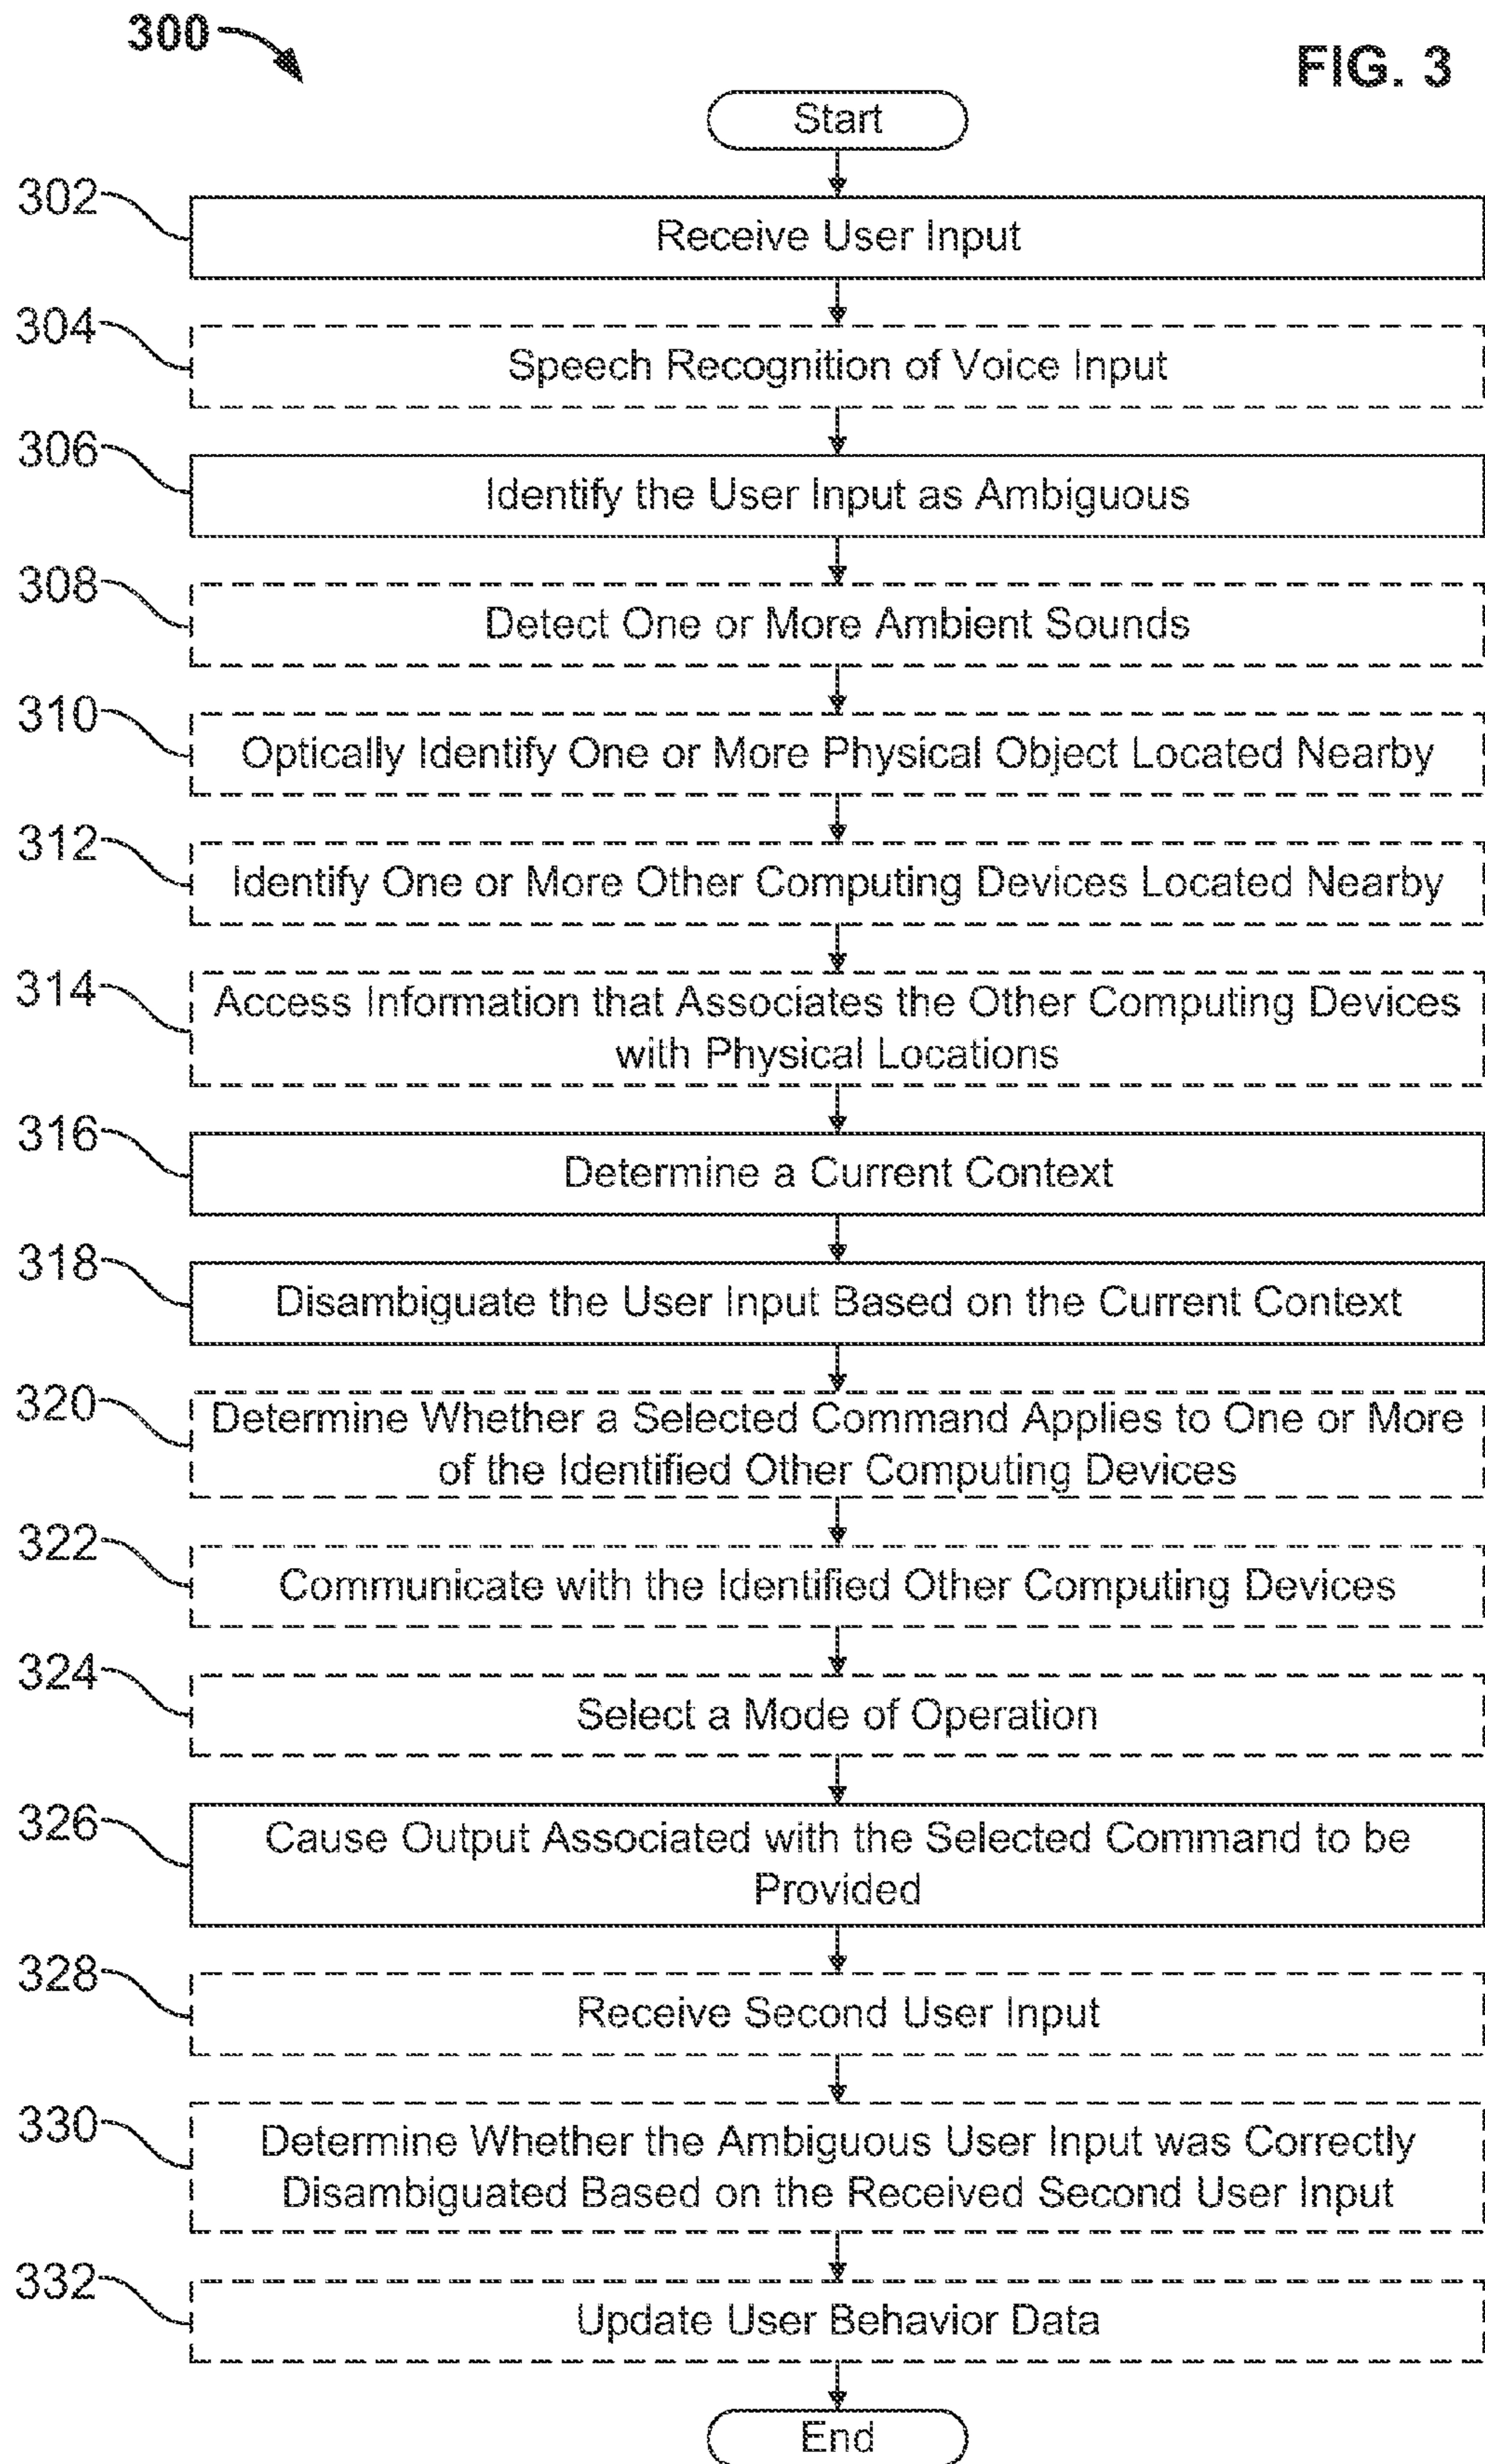 300
FIG. 3
Start
302
Receive User Input
304
Speech Recognition of Voice Input
306
Identify the User Input as Ambiguous
308
Detect One or More Ambient Sounds
310
Optically Identify One or More Physical Object Located Nearby
312
Identify One or More Other Computing Devices Located Nearby
314
Access Information that Associates the Other Computing Devices
with Physical Locations
316
Determine a Current Context
318
Disambiguate the User Input Based on the Current Context
320
Determine Whether a Selected Command Applies to One or More
of the Identified Other Computing Devices
322
Communicate with the Identified Other Computing Devices
324
Select a Mode of Operation
326
Cause Output Associated with the Selected Command to be
Provided
328
Receive Second User Input
330
Determine Whether the Ambiguous User Input was Correctly
Disambiguated Based on the Received Second User Input
332
Update User Behavior Data
End